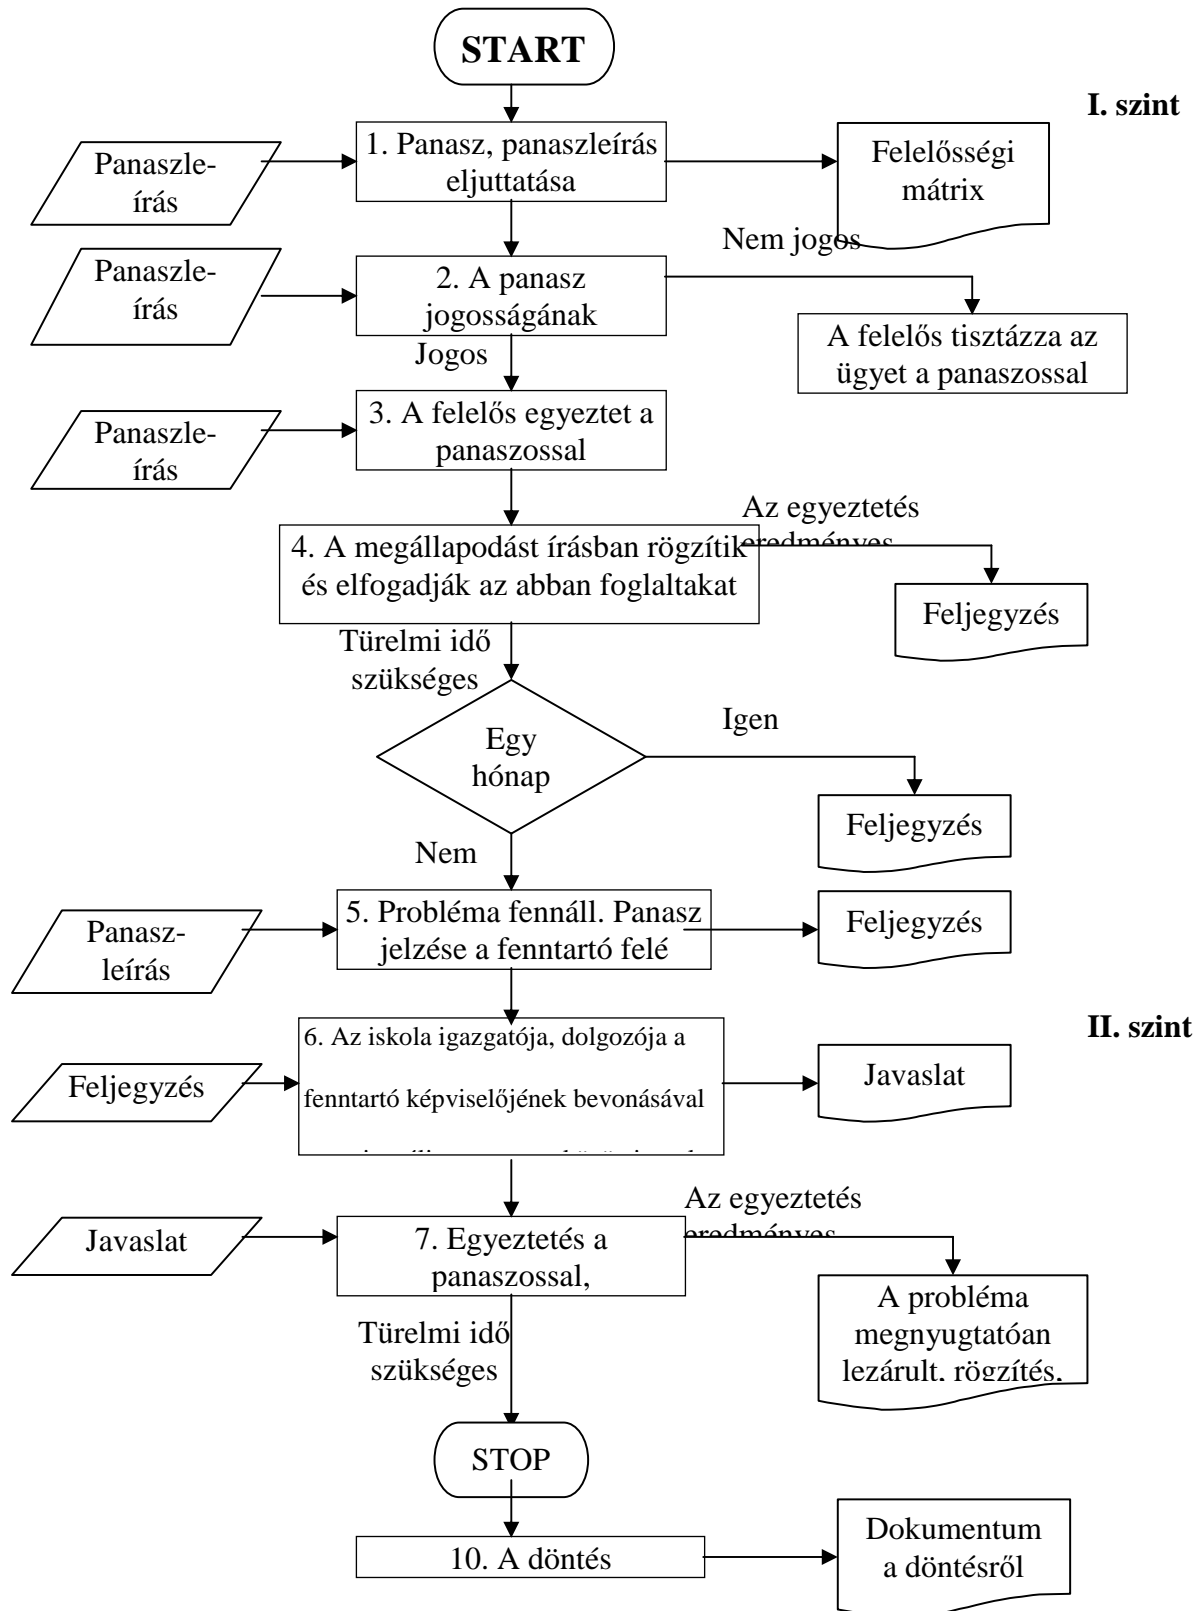 START
I. szint
Panaszle-
írás
1. Panasz, panaszleírás
eljuttatása
Felelősségi
mátrix
Nem jogos
Panaszle-
írás
2. A panasz
jogosságának
A felelős tisztázza az
ügyet a panaszossal
Jogos
Panaszle-
írás
3. A felelős egyeztet a
panaszossal
Az egyeztetés
eredményes
4. A megállapodást írásban rögzítik
és elfogadják az abban foglaltakat
Feljegyzés
Türelmi idő
szükséges
Egy
hónap
Igen
Feljegyzés
Nem
Panasz-
leírás
5. Probléma fennáll. Panasz
jelzése a fenntartó felé
Feljegyzés
II. szint
Feljegyzés
6. Az iskola igazgatója, dolgozója a
fenntartó képviselőjének bevonásával
Javaslat
Az egyeztetés
eredményes
Javaslat
7. Egyeztetés a
panaszossal,
A probléma
megnyugtatóan
lezárult, rögzítés,
Türelmi idő
szükséges
STOP
10. A döntés
Dokumentum
a döntésről